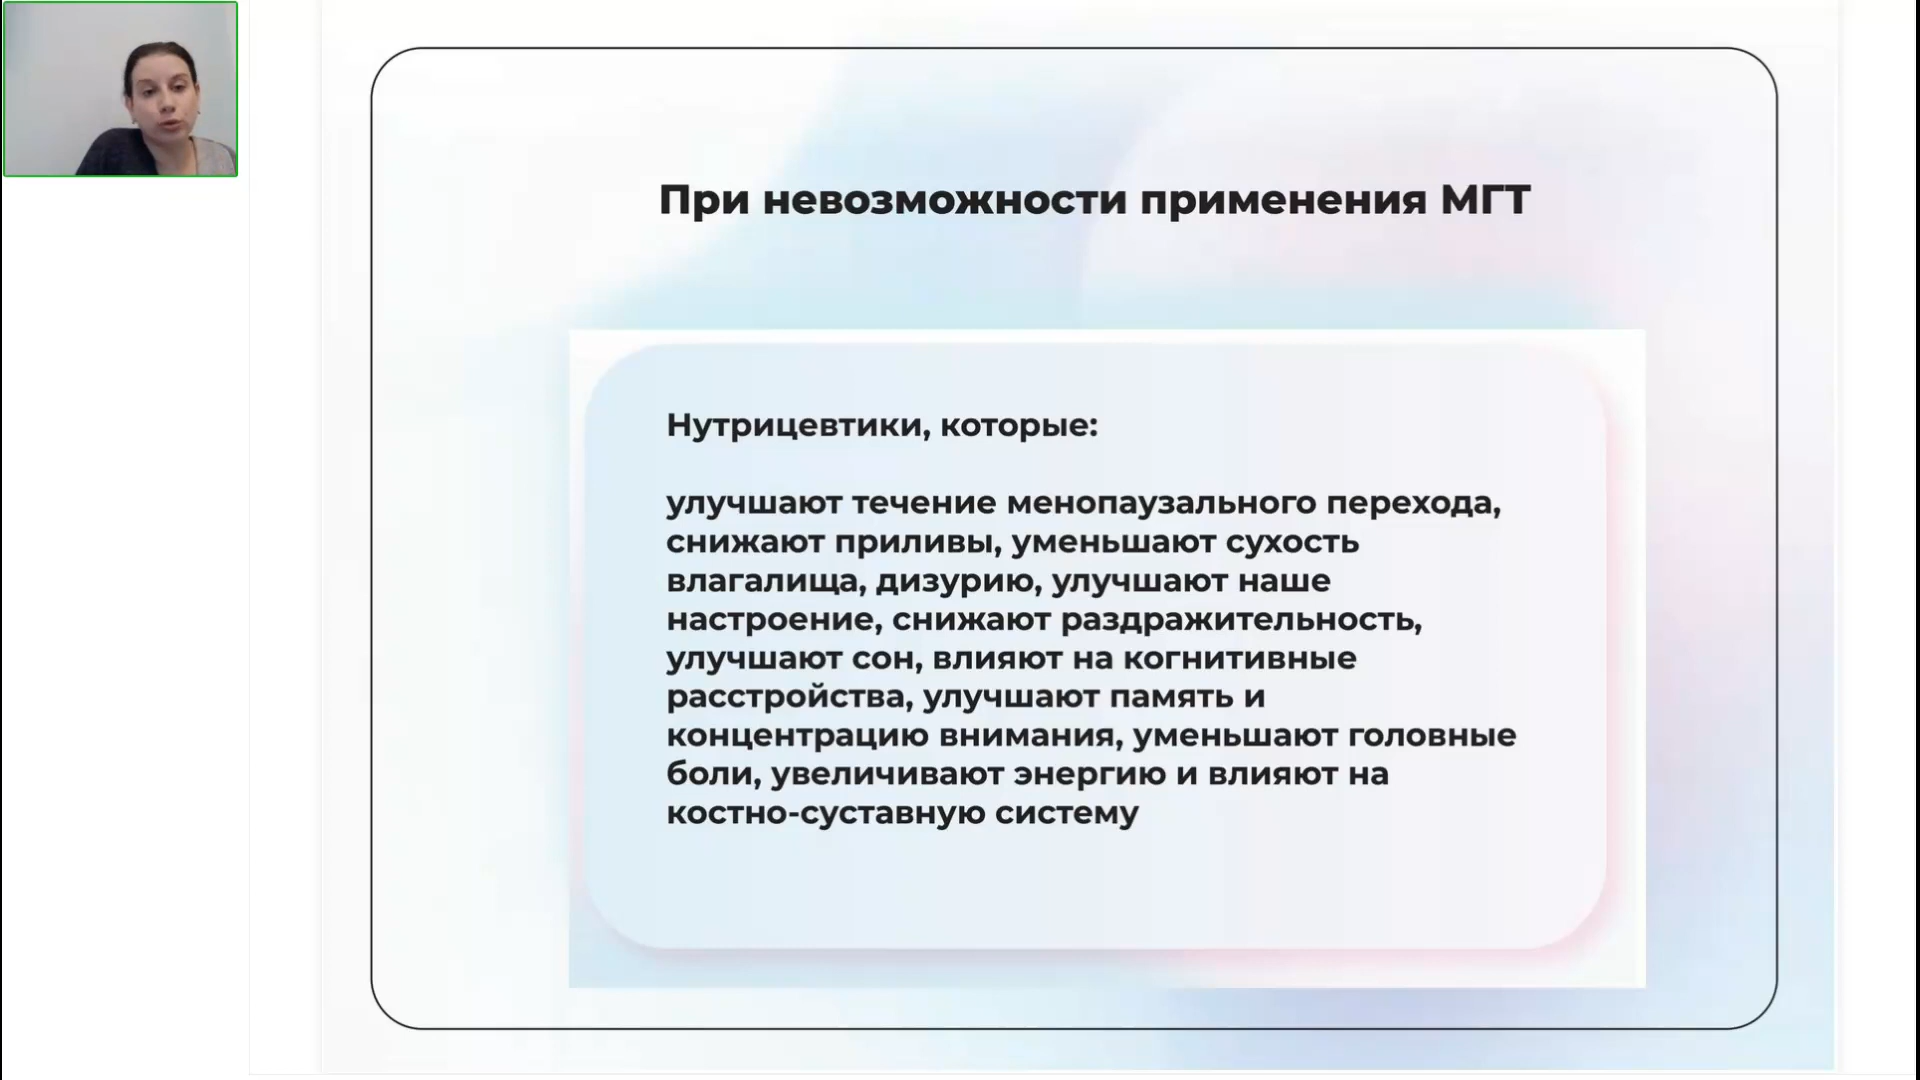 При невозможности применения МГТ
Нутрицевтики, которые:
улучшают течение менопаузального перехода,
снижают приливы, уменьшают сухость
влагалища, дизурию, улучшают наше
настроение, снижают раздражительность,
улучшают сон, влияют на когнитивные
расстройства, улучшают память и
концентрацию внимания, уменьшают головные
боли, увеличивают энергию и влияют на
костно-суставную систему